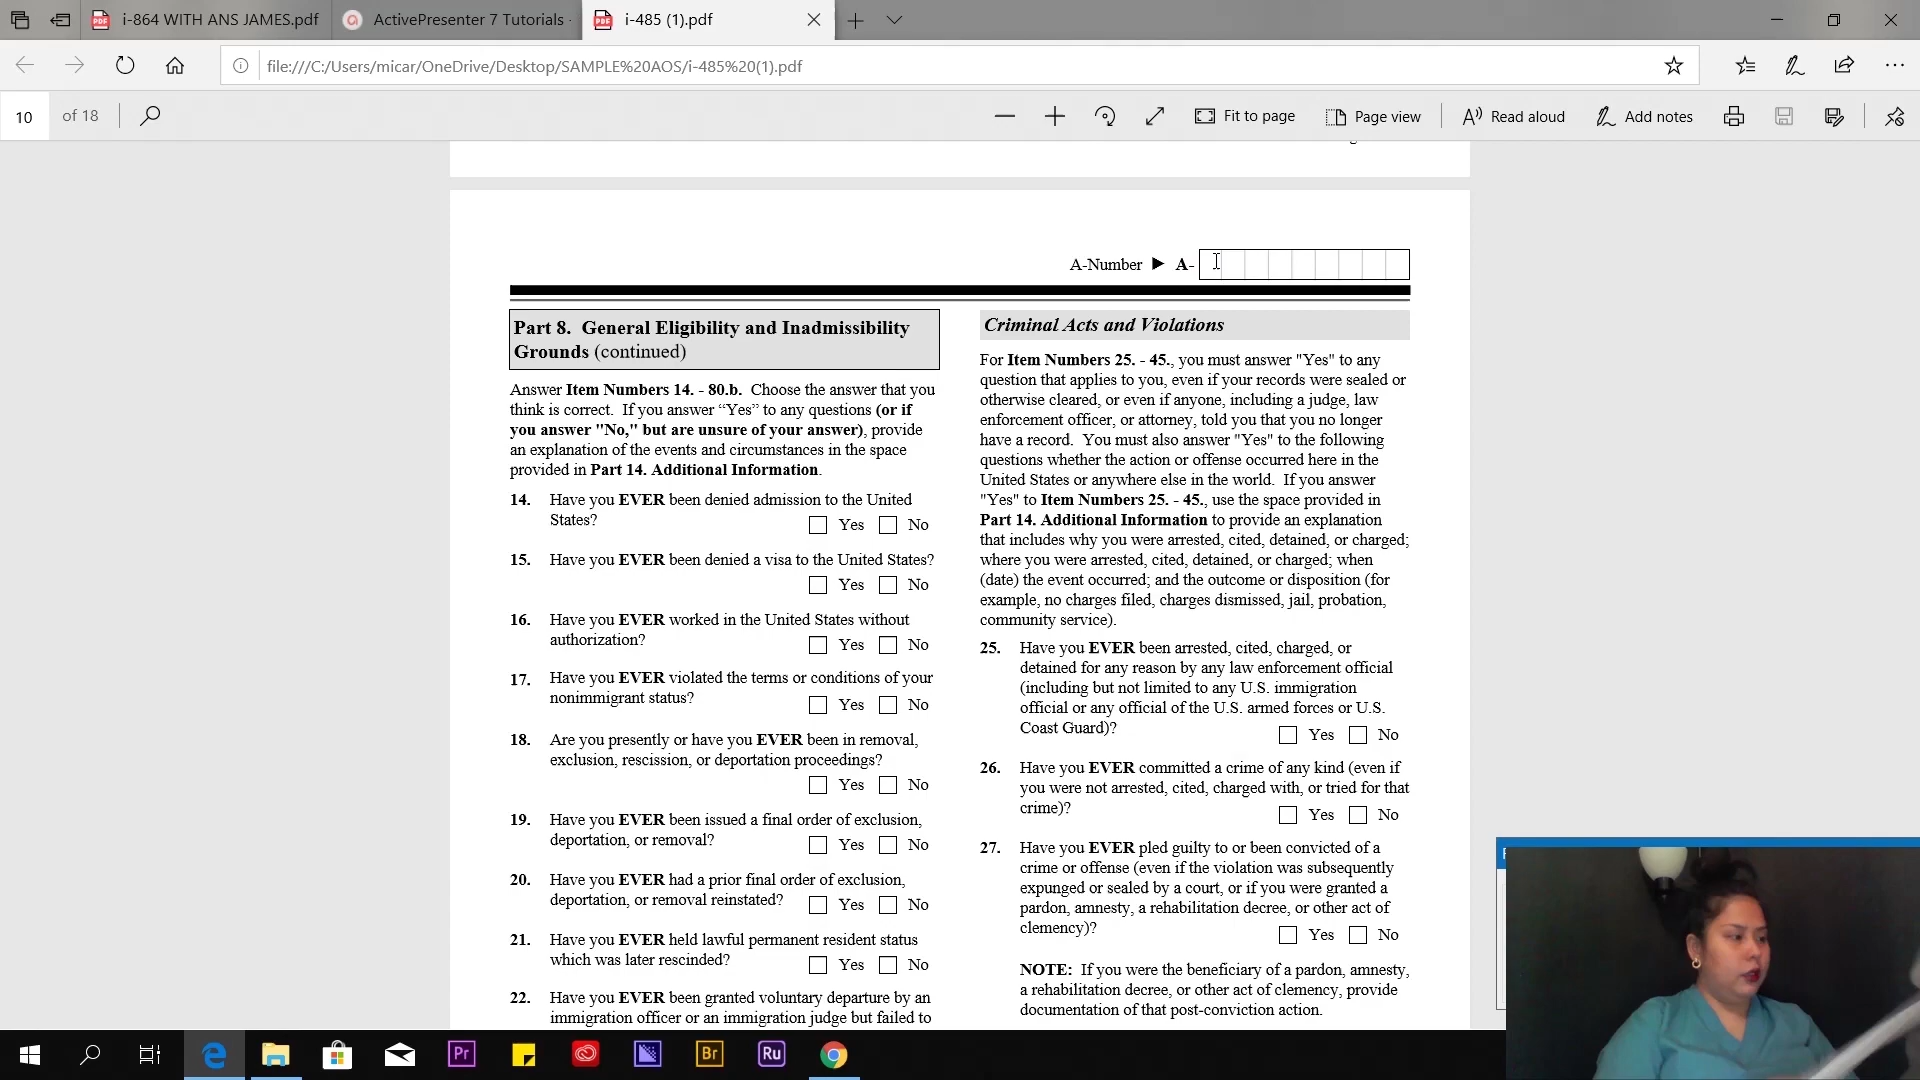 i-864 WITH ANS JAMES.pdf
ActivePresenter 7 Tutorials -
i-485 (1).pdf
file:///C:/Users/micar/OneDrive/Desktop/SAMPLE%20AOS/i-485%20(1).pdf
10 of 18
Fit to page
Page view
Read aloud
Add notes
A-Number ► A-
Part 8. General Eligibility and Inadmissibility
Grounds (continued)
Answer Item Numbers 14. - 80.b. Choose the answer that you
think is correct. If you answer “Yes” to any questions (or if
you answer "No," but are unsure of your answer), provide
an explanation of the events and circumstances in the space
provided in Part 14. Additional Information.
14. Have you EVER been denied admission to the United
States? Yes No
15. Have you EVER been denied a visa to the United States?
Yes No
16. Have you EVER worked in the United States without
authorization? Yes No
17. Have you EVER violated the terms or conditions of your
nonimmigrant status? Yes No
18. Are you presently or have you EVER been in removal,
exclusion, rescission, or deportation proceedings?
Yes No
19. Have you EVER been issued a final order of exclusion,
deportation, or removal? Yes No
20. Have you EVER had a prior final order of exclusion,
deportation, or removal reinstated? Yes No
21. Have you EVER held lawful permanent resident status
which was later rescinded? Yes No
22. Have you EVER been granted voluntary departure by an
immigration officer or an immigration judge but failed to
Criminal Acts and Violations
For Item Numbers 25. - 45., you must answer "Yes" to any
question that applies to you, even if your records were sealed or
otherwise cleared, or even if anyone, including a judge, law
enforcement officer, or attorney, told you that you no longer
have a record. You must also answer "Yes" to the following
questions whether the action or offense occurred here in the
United States or anywhere else in the world. If you answer
"Yes" to Item Numbers 25. - 45., use the space provided in
Part 14. Additional Information to provide an explanation
that includes why you were arrested, cited, detained, or charged;
where you were arrested, cited, detained, or charged; when
(date) the event occurred; and the outcome or disposition (for
example, no charges filed, charges dismissed, jail, probation,
community service).
25. Have you EVER been arrested, cited, charged, or
detained for any reason by any law enforcement official
(including but not limited to any U.S. immigration
official or any official of the U.S. armed forces or U.S.
Coast Guard)? Yes No
26. Have you EVER committed a crime of any kind (even if
you were not arrested, cited, charged with, or tried for that
crime)? Yes No
27. Have you EVER pled guilty to or been convicted of a
crime or offense (even if the violation was subsequently
expunged or sealed by a court, or if you were granted a
pardon, amnesty, a rehabilitation decree, or other act of
clemency)? Yes No
NOTE: If you were the beneficiary of a pardon, amnesty,
a rehabilitation decree, or other act of clemency, provide
documentation of that post-conviction action.
Pr
Br
Ru